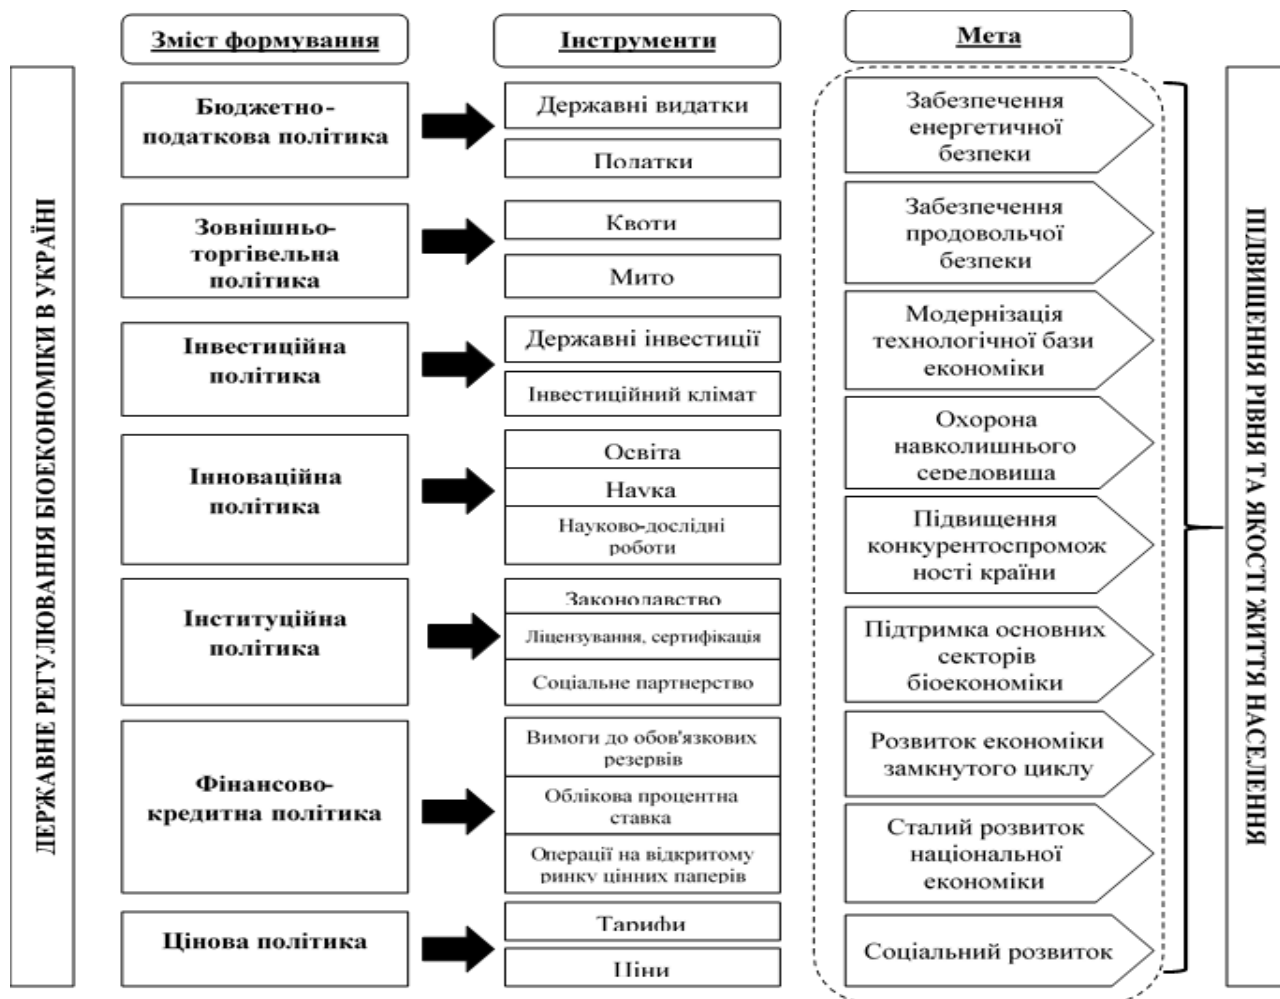 Зміст формування
Інструменти
Мета
ДЕРЖАВНЕ РЕГУЛЮВАННЯ БІОЕКОНОМІКИ В УКРАЇНІ
Бюджетно-
податкова політика
Державні видатки
Податки
Зовнішньо-
торгівельна
політика
Квоти
Мито
Інвестиційна
політика
Державні інвестиції
Інвестиційний клімат
Інноваційна
політика
Освіта
Наука
Науково-дослідні
роботи
Інституційна
політика
Законодавство
Ліцензування, сертифікація
Соціальне партнерство
Фінансово-
кредитна політика
Вимоги до обов'язкових
резервів
Облікова процентна
ставка
Операції на відкритому
ринку цінних паперів
Цінова політика
Тарифи
Ціни
Забезпечення
енергетичної
безпеки
Забезпечення
продовольчої
безпеки
Модернізація
технологічної бази
економіки
Охорона
навколишнього
середовища
Підвищення
конкурентоспромож
ності країни
Підтримка основних
секторів
біоекономіки
Розвиток економіки
замкнутого циклу
Сталий розвиток
національної
економіки
Соціальний розвиток
ПІДВИЩЕННЯ РІВНЯ ТА ЯКОСТІ ЖИТТЯ НАСЕЛЕННЯ